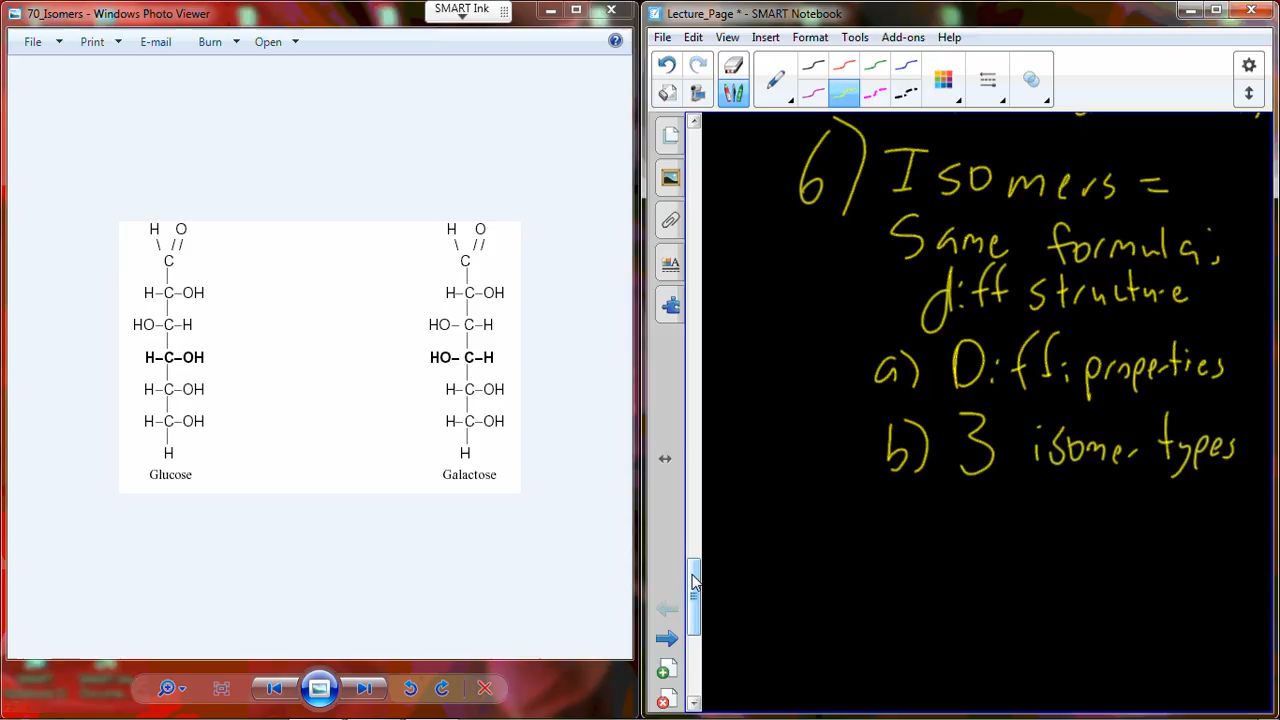 70_Isomers - Windows Photo Viewer
SMART Ink
File Print E-mail Burn Open
H O
C
H–C–OH
HO–C–H
H–C–OH
H–C–OH
H–C–OH
H
Glucose
H O
C
H–C–OH
HO–C–H
HO–C–H
H–C–OH
H–C–OH
H
Galactose
Lecture_Page * - SMART Notebook
File Edit View Insert Format Tools Add-ons Help
6) Isomers =
Same formula;
diff structure
a) Diff; properties
b) 3 isomer types